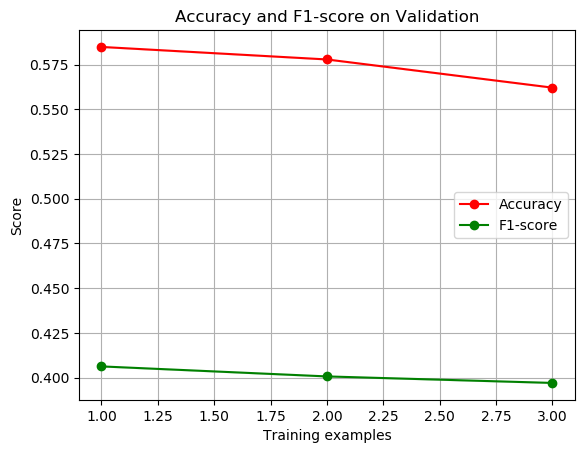 Accuracy and F1-score on Validation
Score
0.575
0.550
0.525
0.500
0.475
0.450
0.425
0.400
Accuracy
F1-score
1.00 1.25 1.50 1.75 2.00 2.25 2.50 2.75 3.00
Training examples